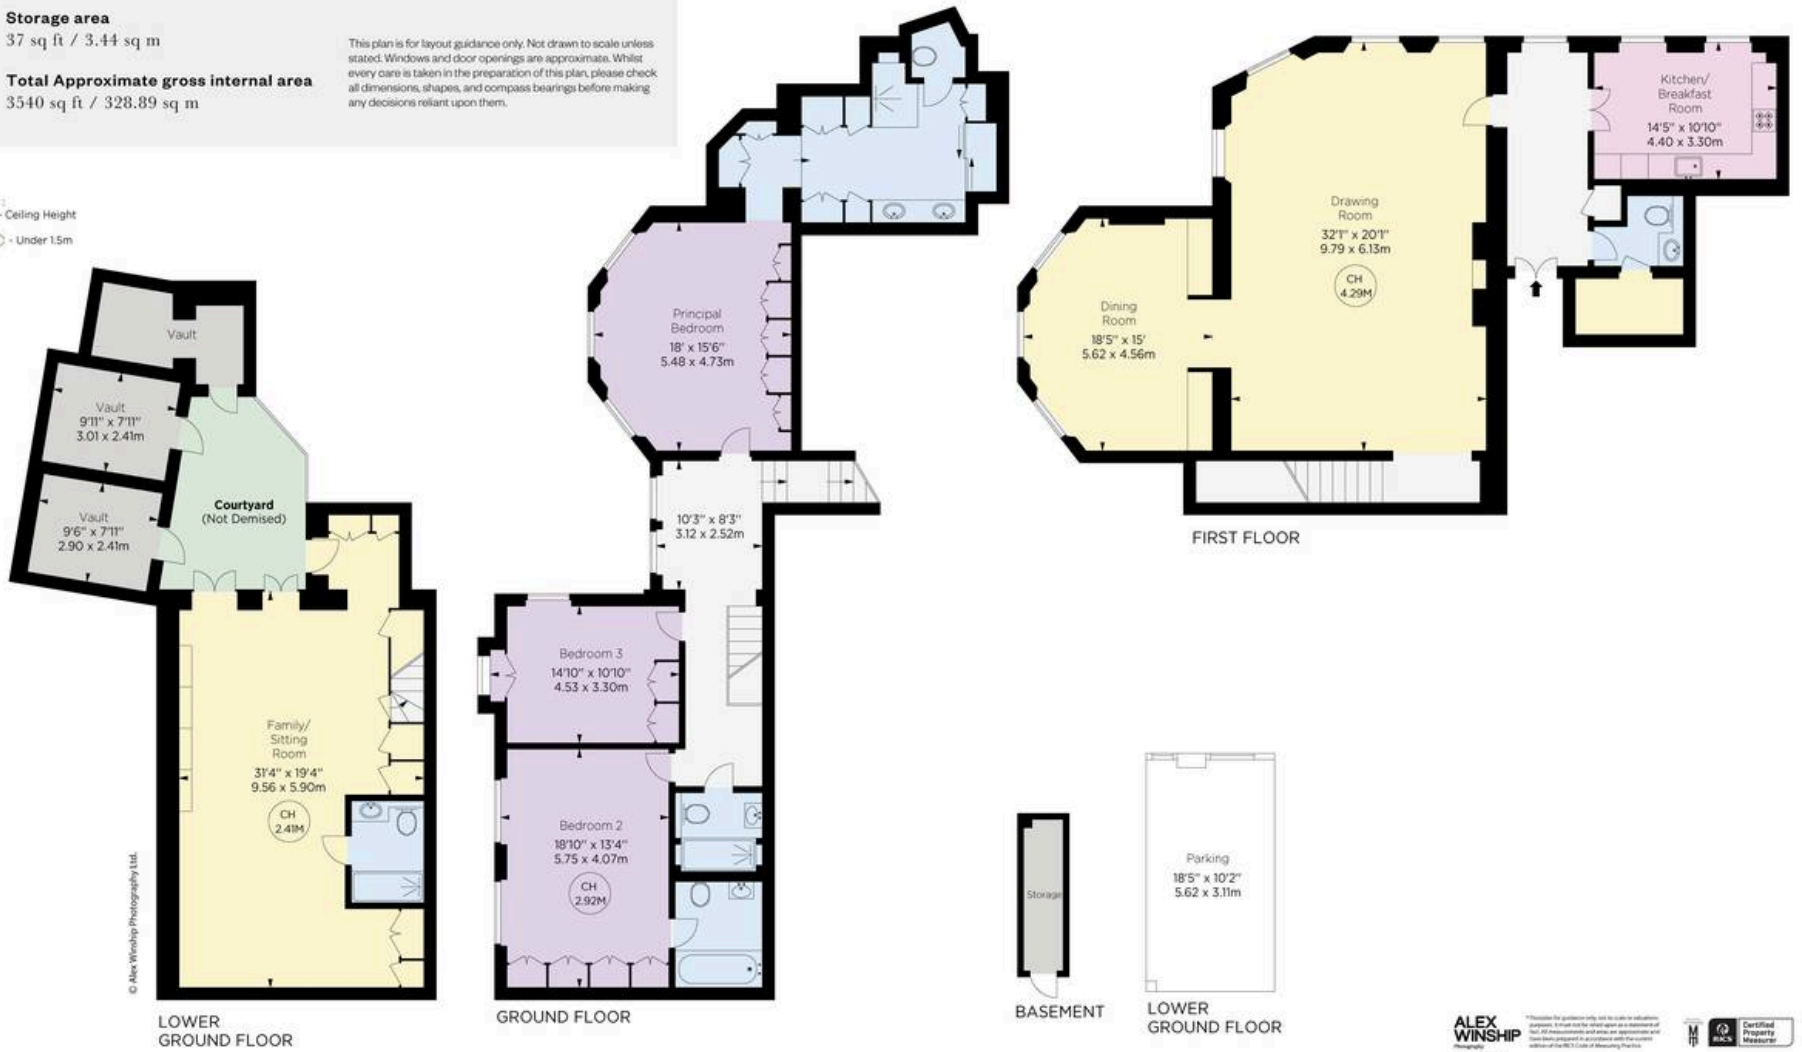 Storage area
37 sq ft / 3.44 sq m
Total Approximate gross internal area
3540 sq ft / 328.89 sq m
This plan is for layout guidance only. Not drawn to scale unless
stated. Windows and door openings are approximate. Whilst
every care is taken in the preparation of this plan, please check
all dimensions, shapes, and compass bearings before making
any decisions reliant upon them.
- Ceiling Height
- Under 1.5m
Vault
Vault
9'11" x 7'11"
3.01 x 2.41m
Vault
9'6" x 7'11"
2.90 x 2.41m
Courtyard
(Not Demised)
Family/
Sitting
Room
31'4" x 19'4"
9.56 x 5.90m
CH
2.41M
© Alex Winship Photography Ltd.
LOWER
GROUND FLOOR
Principal
Bedroom
18' x 15'6"
5.48 x 4.73m
10'3" x 8'3"
3.12 x 2.52m
Bedroom 3
14'10" x 10'10"
4.53 x 3.30m
Bedroom 2
18'10" x 13'4"
5.75 x 4.07m
CH
2.92M
GROUND FLOOR
Kitchen/
Breakfast
Room
14'5" x 10'10"
4.40 x 3.30m
Drawing
Room
32'1" x 20'1"
9.79 x 6.13m
CH
4.29M
Dining
Room
18'5" x 15'
5.62 x 4.56m
FIRST FLOOR
Storage
BASEMENT
Parking
18'5" x 10'2"
5.62 x 3.11m
LOWER
GROUND FLOOR
ALEX
WINSHIP
Photography
RICS
Certified
Property
Measurer